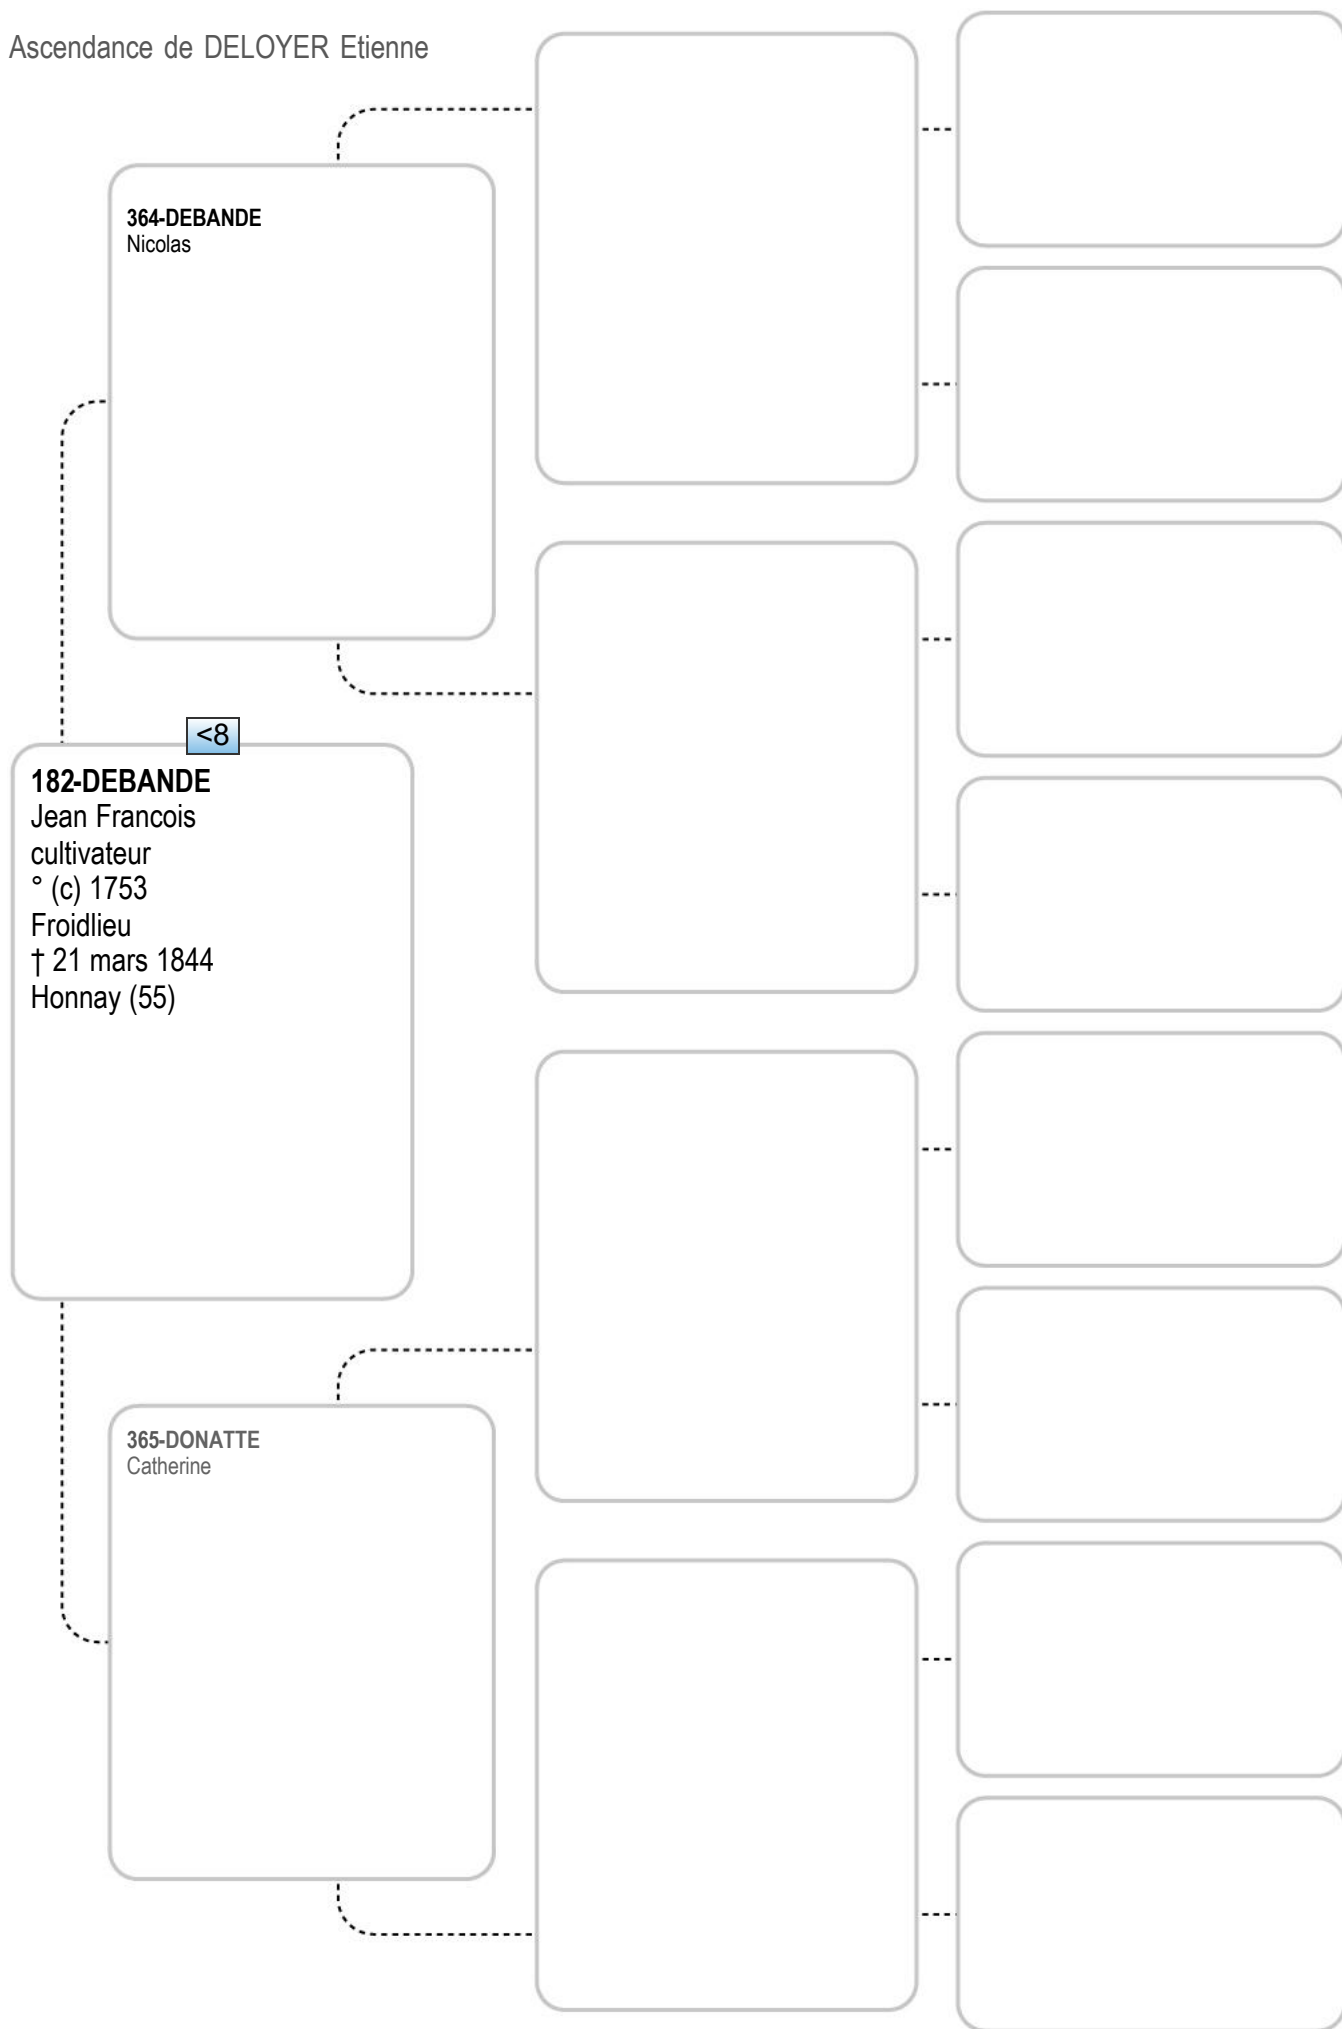 Ascendance de DELOYER Etienne
364-DEBANDE
Nicolas
<8
182-DEBANDE
Jean Francois
cultivateur
° (c) 1753
Froidlieu
† 21 mars 1844
Honnay (55)
365-DONATTE
Catherine